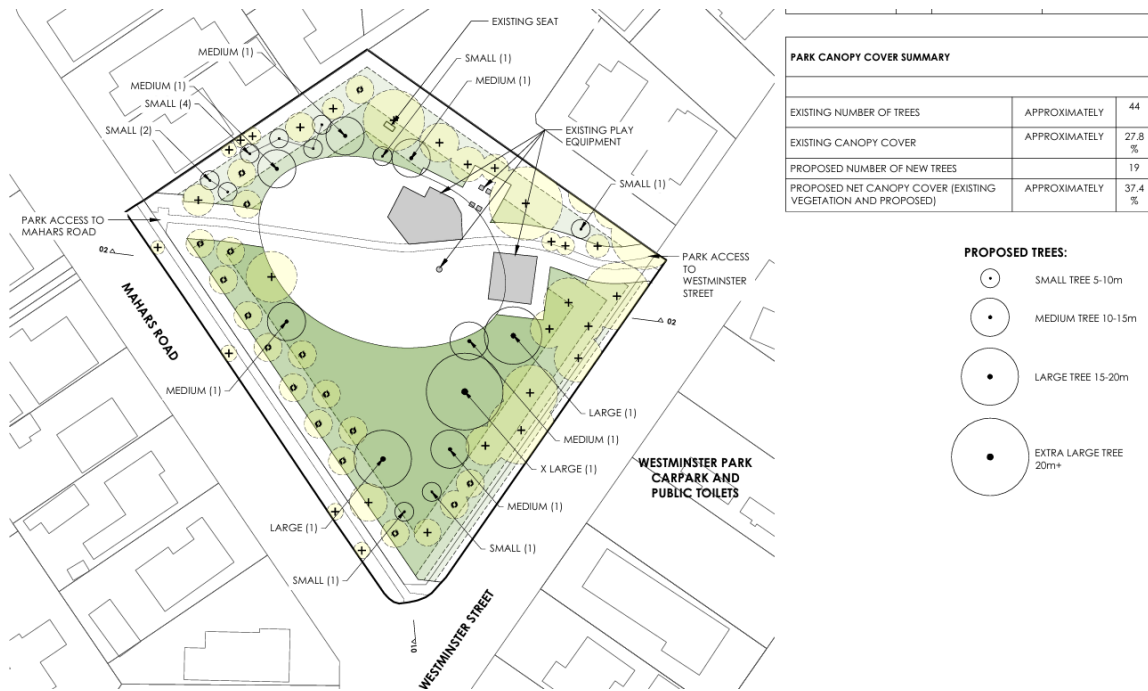 EXISTING SEAT
MEDIUM (1)
SMALL (1)
MEDIUM (1)
MEDIUM (1)
SMALL (4)
SMALL (2)
EXISTING PLAY
EQUIPMENT
SMALL (1)
PARK ACCESS TO
MAHARS ROAD
02
PARK ACCESS
TO
WESTMINSTER
STREET
02
MAHARS ROAD
MEDIUM (1)
LARGE (1)
MEDIUM (1)
X LARGE (1)
WESTMINSTER PARK
CARPARK AND
PUBLIC TOILETS
MEDIUM (1)
LARGE (1)
SMALL (1)
SMALL (1)
01
WESTMINSTER STREET
PARK CANOPY COVER SUMMARY
EXISTING NUMBER OF TREES APPROXIMATELY 44
EXISTING CANOPY COVER APPROXIMATELY 27.8
%
PROPOSED NUMBER OF NEW TREES 19
PROPOSED NET CANOPY COVER (EXISTING APPROXIMATELY 37.4
VEGETATION AND PROPOSED) %
PROPOSED TREES:
SMALL TREE 5-10m
MEDIUM TREE 10-15m
LARGE TREE 15-20m
EXTRA LARGE TREE
20m+